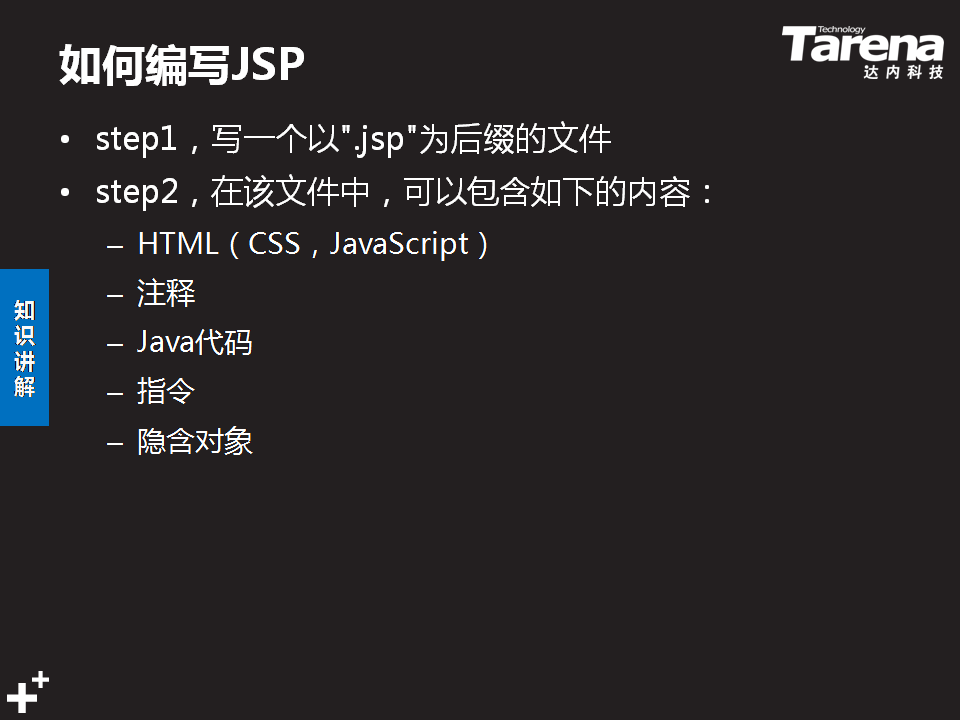 如何编写JSP
Technology
Tarena
达内科技
• step1，写一个以".jsp"为后缀的文件
• step2，在该文件中，可以包含如下的内容：
– HTML（CSS，JavaScript）
– 注释
– Java代码
– 指令
– 隐含对象
知识讲解